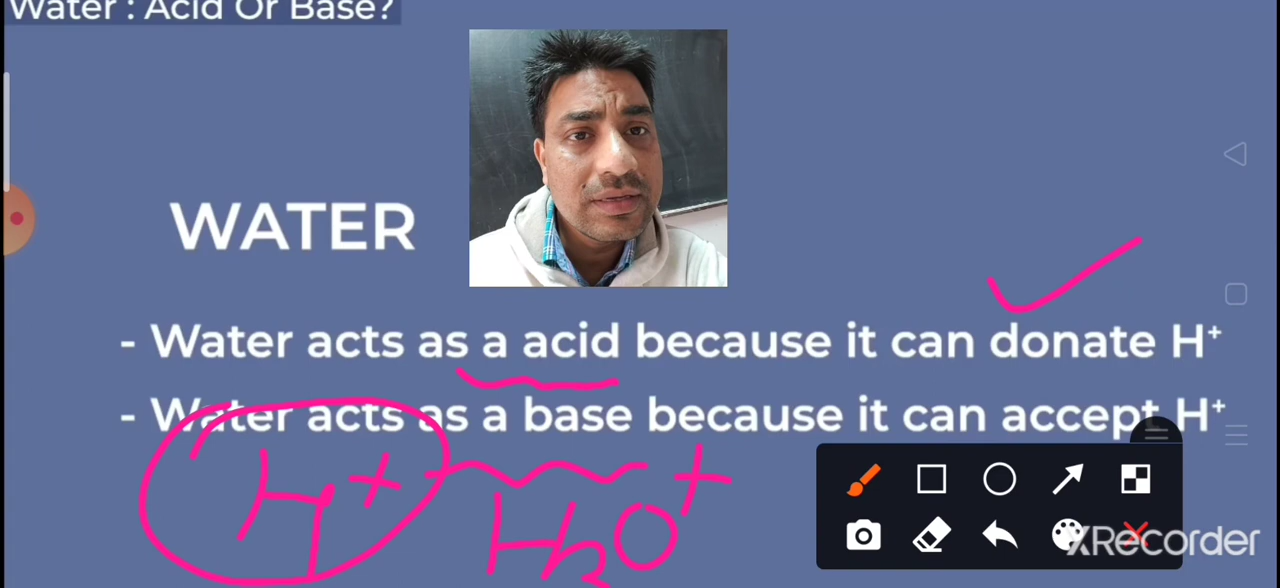 Water : Acid Or Base?
WATER
- Water acts as a acid because it can donate H⁺
- Water acts as a base because it can accept H⁺
H+
H₂O+
XRecorder